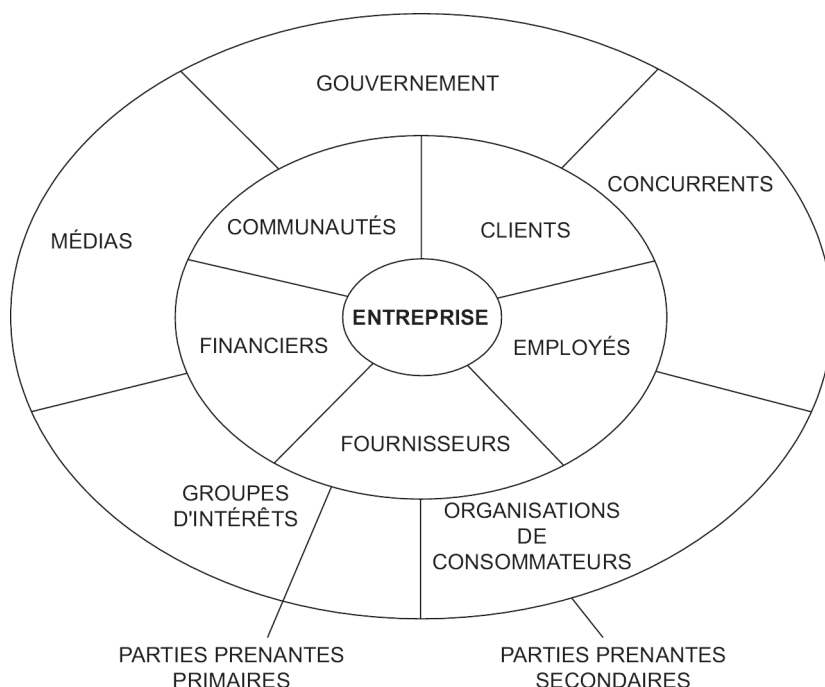 GOUVERNEMENT
CONCURRENTS
MÉDIAS
COMMUNAUTÉS
CLIENTS
ENTREPRISE
FINANCIERS
EMPLOYÉS
FOURNISSEURS
GROUPES
D'INTÉRÊTS
ORGANISATIONS
DE
CONSOMMATEURS
PARTIES PRENANTES
PRIMAIRES
PARTIES PRENANTES
SECONDAIRES